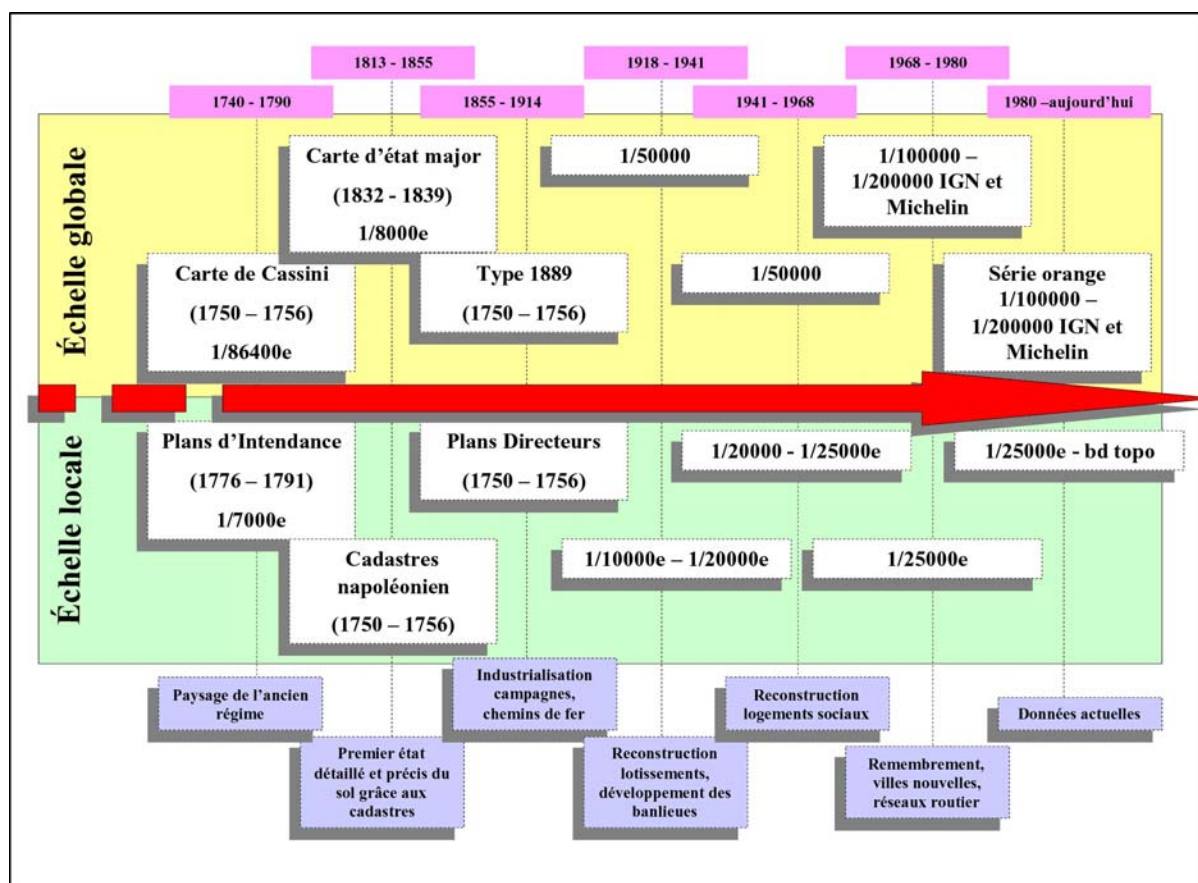 1813 - 1855
1918 - 1941
1968 - 1980
1740 - 1790
1855 - 1914
1941 - 1968
1980 –aujourd’hui
Échelle globale
Carte d’état major
(1832 - 1839)
1/8000e
1/50000
1/100000 –
1/200000 IGN et
Michelin
Carte de Cassini
(1750 – 1756)
1/86400e
Type 1889
(1750 – 1756)
1/50000
Série orange
1/100000 –
1/200000 IGN et
Michelin
Échelle locale
Plans d’Intendance
(1776 – 1791)
1/7000e
Plans Directeurs
(1750 – 1756)
1/20000 - 1/25000e
1/25000e - bd topo
Cadastres
napoléonien
(1750 – 1756)
1/10000e – 1/20000e
1/25000e
Paysage de l’ancien
régime
Industrialisation
campagnes,
chemins de fer
Reconstruction
logements sociaux
Données actuelles
Premier état
détaillé et précis du
sol grâce aux
cadastres
Reconstruction
lotissements,
développement des
banlieues
Remembrement,
villes nouvelles,
réseaux routier